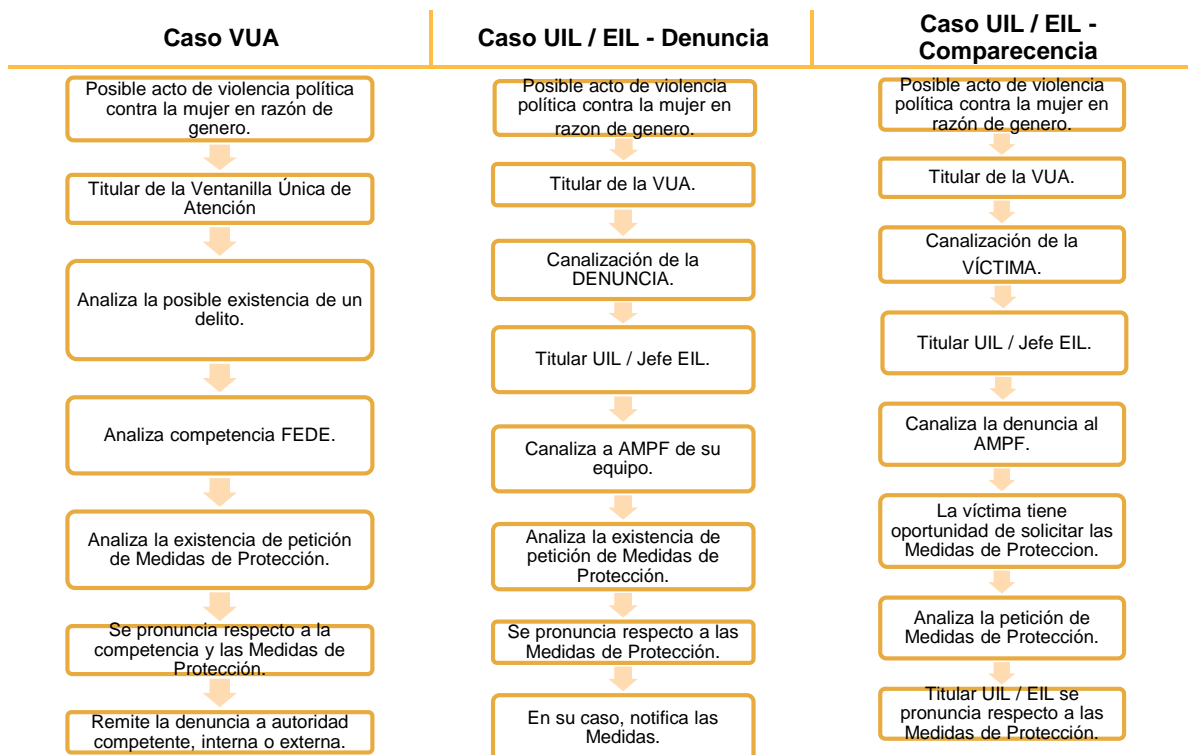 Caso VUA
Posible acto de violencia política
contra la mujer en razón de
genero.
Titular de la Ventanilla Única de
Atención
Analiza la posible existencia de un
delito.
Analiza competencia FEDE.
Analiza la existencia de petición
de Medidas de Protección.
Se pronuncia respecto a la
competencia y las Medidas de
Protección.
Remite la denuncia a autoridad
competente, interna o externa.
Caso UIL / EIL - Denuncia
Posible acto de violencia
política contra la mujer en
razon de genero.
Titular de la VUA.
Canalización de la
DENUNCIA.
Titular UIL / Jefe EIL.
Canaliza a AMPF de su
equipo.
Analiza la existencia de
petición de Medidas de
Protección.
Se pronuncia respecto a las
Medidas de Protección.
En su caso, notifica las
Medidas.
Caso UIL / EIL -
Comparecencia
Posible acto de violencia
política contra la mujer en
razón de genero.
Titular de la VUA.
Canalización de la
VÍCTIMA.
Titular UIL / Jefe EIL.
Canaliza la denuncia al
AMPF.
La víctima tiene
oportunidad de solicitar las
Medidas de Proteccion.
Analiza la petición de
Medidas de Protección.
Titular UIL / EIL se
pronuncia respecto a las
Medidas de Protección.